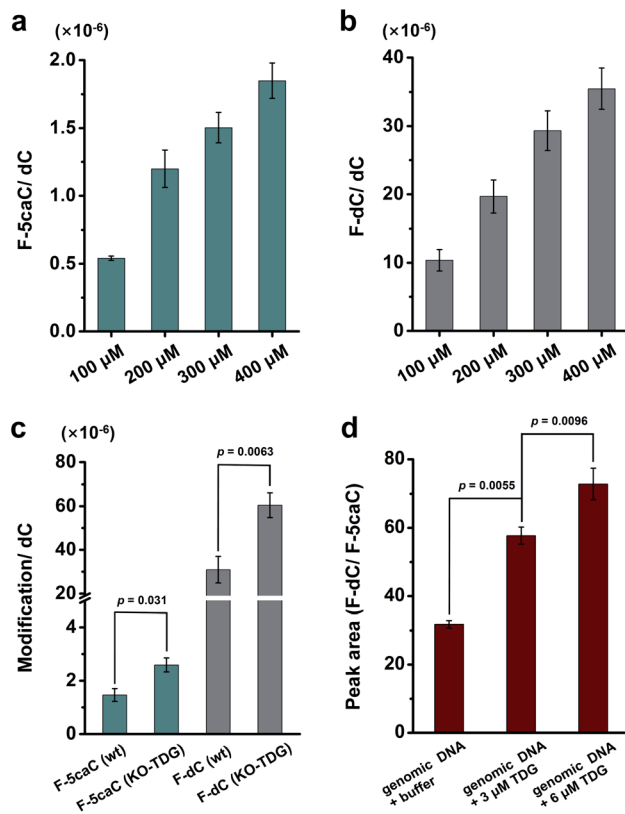 a
(×10-6)
F-5caC/ dC
2.0
1.5
1.0
0.5
0.0
100 µM
200 µM
300 µM
400 µM
b
(×10-6)
F-dC/ dC
40
30
20
10
0
100 µM
200 µM
300 µM
400 µM
c
(×10-6)
Modification/ dC
80
60
40
20
4
2
0
p = 0.0063
p = 0.031
F-5caC (wt)
F-5caC (KO-TDG)
F-dC (wt)
F-dC (KO-TDG)
d
Peak area (F-dC/ F-5caC)
80
60
40
20
0
p = 0.0096
p = 0.0055
genomic DNA
+ buffer
genomic DNA
+ 3 µM TDG
genomic DNA
+ 6 µM TDG